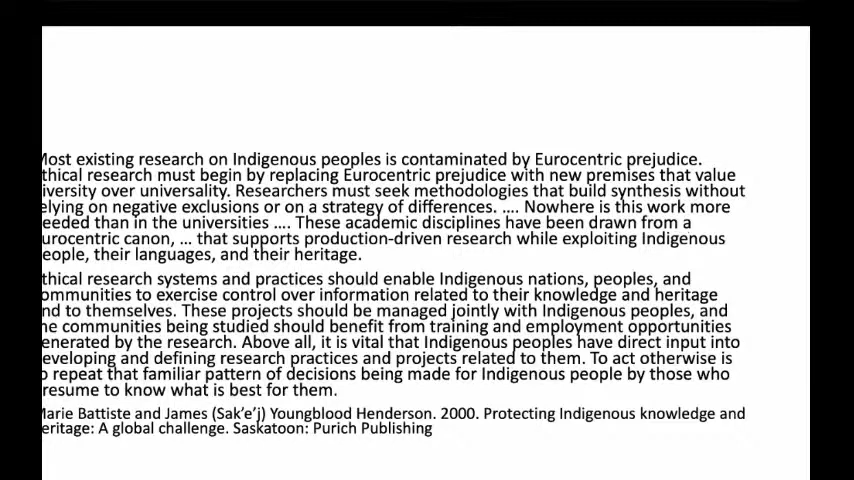 Most existing research on Indigenous peoples is contaminated by Eurocentric prejudice.
thical research must begin by replacing Eurocentric prejudice with new premises that value
iversity over universality. Researchers must seek methodologies that build synthesis without
elying on negative exclusions or on a strategy of differences. .... Nowhere is this work more
eeded than in the universities .... These academic disciplines have been drawn from a
urocentric canon, ... that supports production-driven research while exploiting Indigenous
eople, their languages, and their heritage.
thical research systems and practices should enable Indigenous nations, peoples, and
ommunities to exercise control over information related to their knowledge and heritage
nd to themselves. These projects should be managed jointly with Indigenous peoples, and
he communities being studied should benefit from training and employment opportunities
enerated by the research. Above all, it is vital that Indigenous peoples have direct input into
eveloping and defining research practices and projects related to them. To act otherwise is
o repeat that familiar pattern of decisions being made for Indigenous people by those who
resume to know what is best for them.
Marie Battiste and James (Sak’e’j) Youngblood Henderson. 2000. Protecting Indigenous knowledge and
eritage: A global challenge. Saskatoon: Purich Publishing